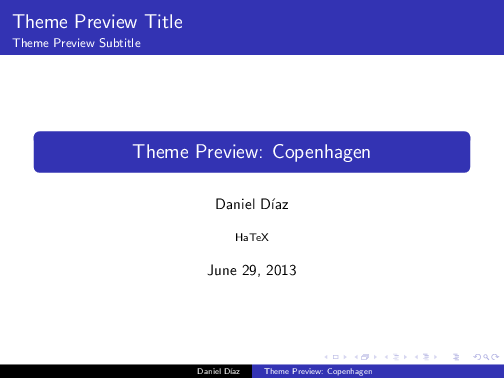 Theme Preview Title
Theme Preview Subtitle
Theme Preview: Copenhagen
Daniel Díaz
HaTeX
June 29, 2013
Daniel Díaz Theme Preview: Copenhagen